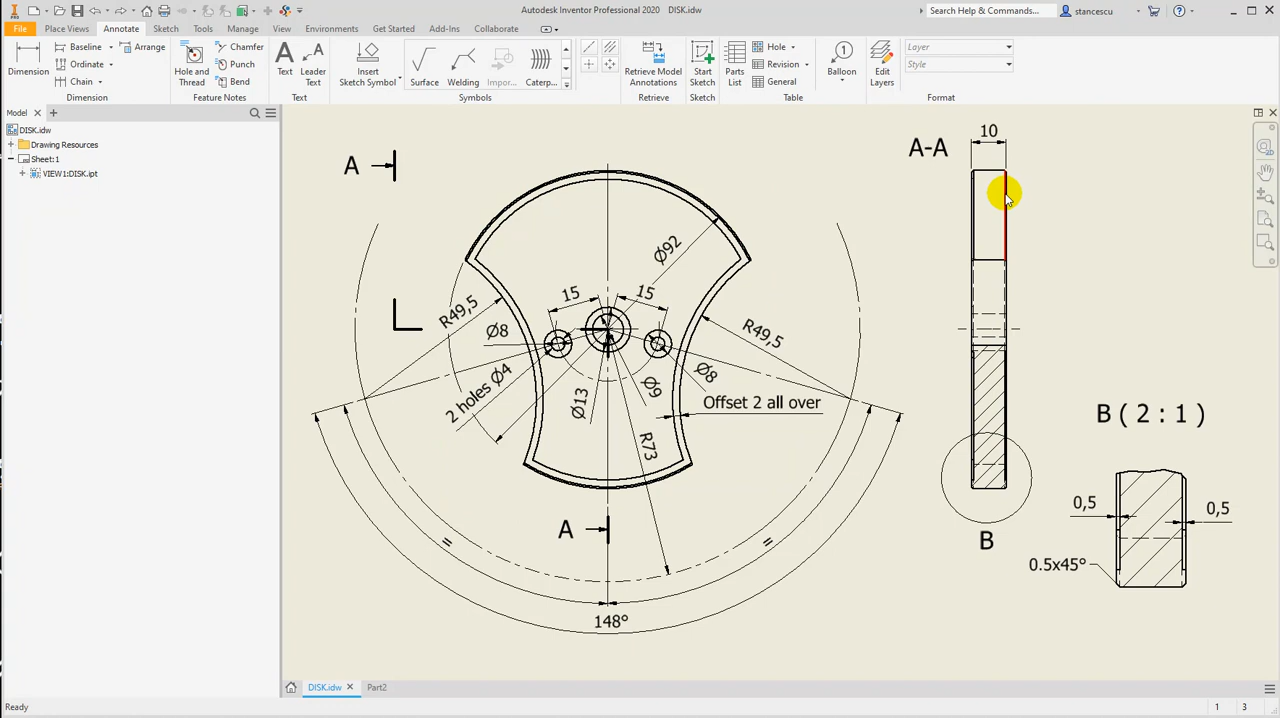 Autodesk Inventor Professional 2020 DISK.idw
Search Help & Commands...
stancescu
File Place Views Annotate Sketch Tools Manage View Environments Get Started Add-Ins Collaborate
Dimension
Baseline
Ordinate
Chain
Arrange
Dimension
Hole and Thread
Chamfer
Punch
Bend
Feature Notes
Text
Leader Text
Text
Insert Sketch Symbol
Surface
Welding
Impor...
Caterp...
Symbols
Retrieve Model Annotations
Retrieve
Start Sketch
Sketch
Parts List
Hole
Revision
General
Table
Balloon
Edit Layers
Layer
Style
Format
Model
DISK.idw
Drawing Resources
Sheet:1
VIEW1:DISK.ipt
A
A-A
10
Ø92
15
15
R49,5
R49,5
Ø8
2 holes Ø4
Ø13
Ø9
Ø8
Offset 2 all over
R73
A
=
=
148°
B
B ( 2 : 1 )
0,5
0,5
0.5x45°
DISK.idw
Part2
Ready
1
3